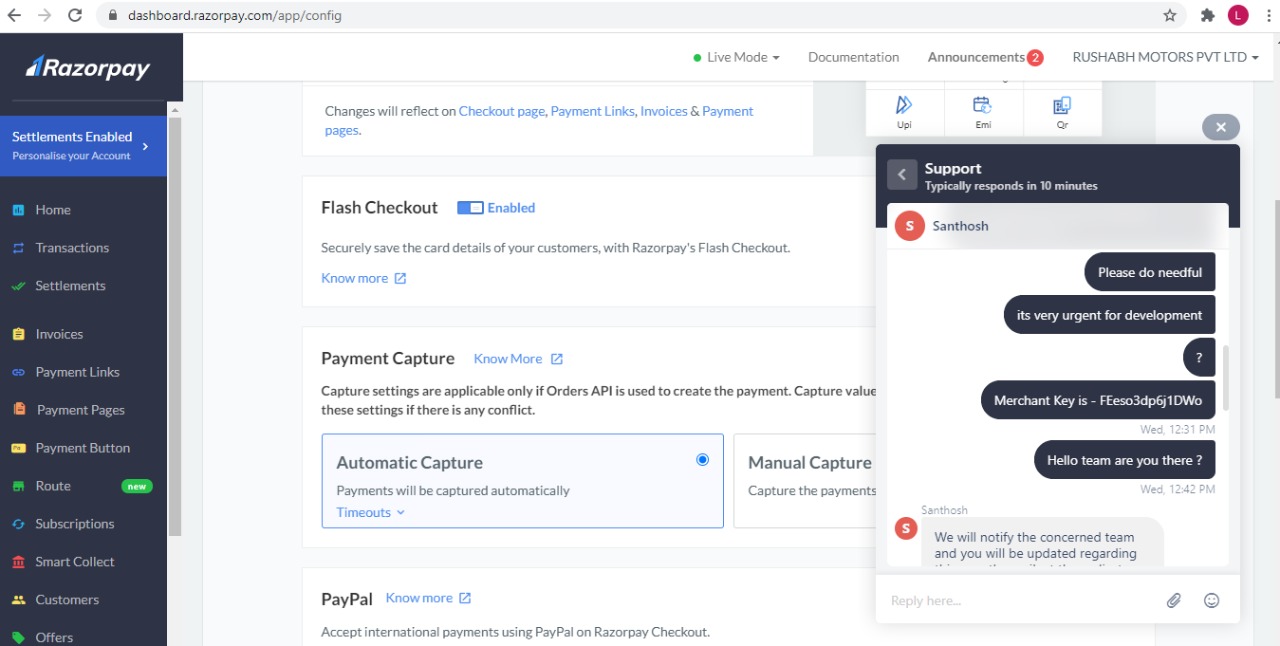 dashboard.razorpay.com/app/config
L
Razorpay
Live Mode
Documentation
Announcements 2
RUSHABH MOTORS PVT LTD
Settlements Enabled
Personalise your Account
Home
Transactions
Settlements
Invoices
Payment Links
Payment Pages
Payment Button
Route new
Subscriptions
Smart Collect
Customers
Offers
Changes will reflect on Checkout page, Payment Links, Invoices & Payment
pages.
Upi
Emi
Qr
Flash Checkout Enabled
Securely save the card details of your customers, with Razorpay's Flash Checkout.
Know more
Payment Capture Know More
Capture settings are applicable only if Orders API is used to create the payment. Capture value
these settings if there is any conflict.
Automatic Capture
Payments will be captured automatically
Timeouts
Manual Capture
Capture the payments
PayPal Know more
Accept international payments using PayPal on Razorpay Checkout.
Support
Typically responds in 10 minutes
S
Santhosh
Please do needful
its very urgent for development
?
Merchant Key is - FEeso3dp6j1DWo
Wed, 12:31 PM
Hello team are you there ?
Wed, 12:42 PM
Santhosh
S
We will notify the concerned team
and you will be updated regarding
Reply here...